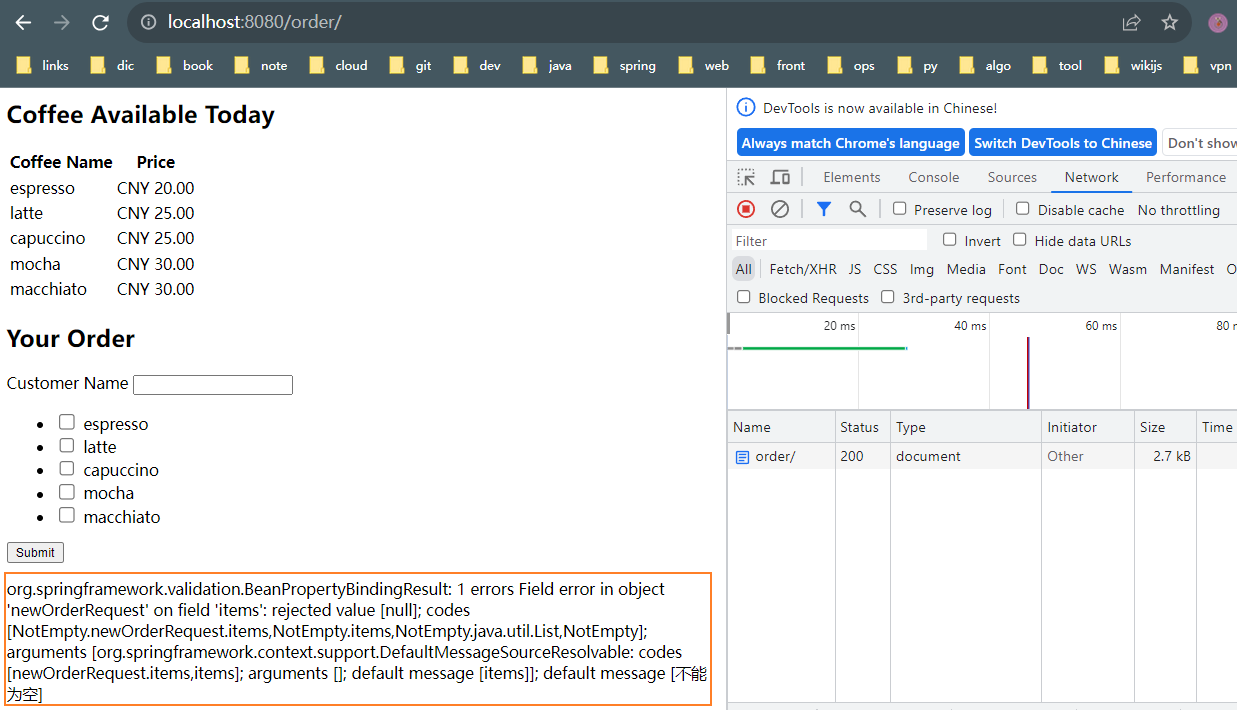 localhost:8080/order/
links dic book note cloud git dev java spring web front ops py algo tool wikijs vpn
Coffee Available Today
Coffee Name Price
espresso CNY 20.00
latte CNY 25.00
capuccino CNY 25.00
mocha CNY 30.00
macchiato CNY 30.00
Your Order
Customer Name
espresso
latte
capuccino
mocha
macchiato
Submit
org.springframework.validation.BeanPropertyBindingResult: 1 errors Field error in object
'newOrderRequest' on field 'items': rejected value [null]; codes
[NotEmpty.newOrderRequest.items,NotEmpty.items,NotEmpty.java.util.List,NotEmpty];
arguments [org.springframework.context.support.DefaultMessageSourceResolvable: codes
[newOrderRequest.items,items]; arguments []; default message [items]]; default message [不能
为空]
DevTools is now available in Chinese!
Always match Chrome's language Switch DevTools to Chinese Don't show
Elements Console Sources Network Performance
Preserve log Disable cache No throttling
Filter Invert Hide data URLs
All Fetch/XHR JS CSS Img Media Font Doc WS Wasm Manifest
Blocked Requests 3rd-party requests
20 ms 40 ms 60 ms 80
Name Status Type Initiator Size Time
order/ 200 document Other 2.7 kB